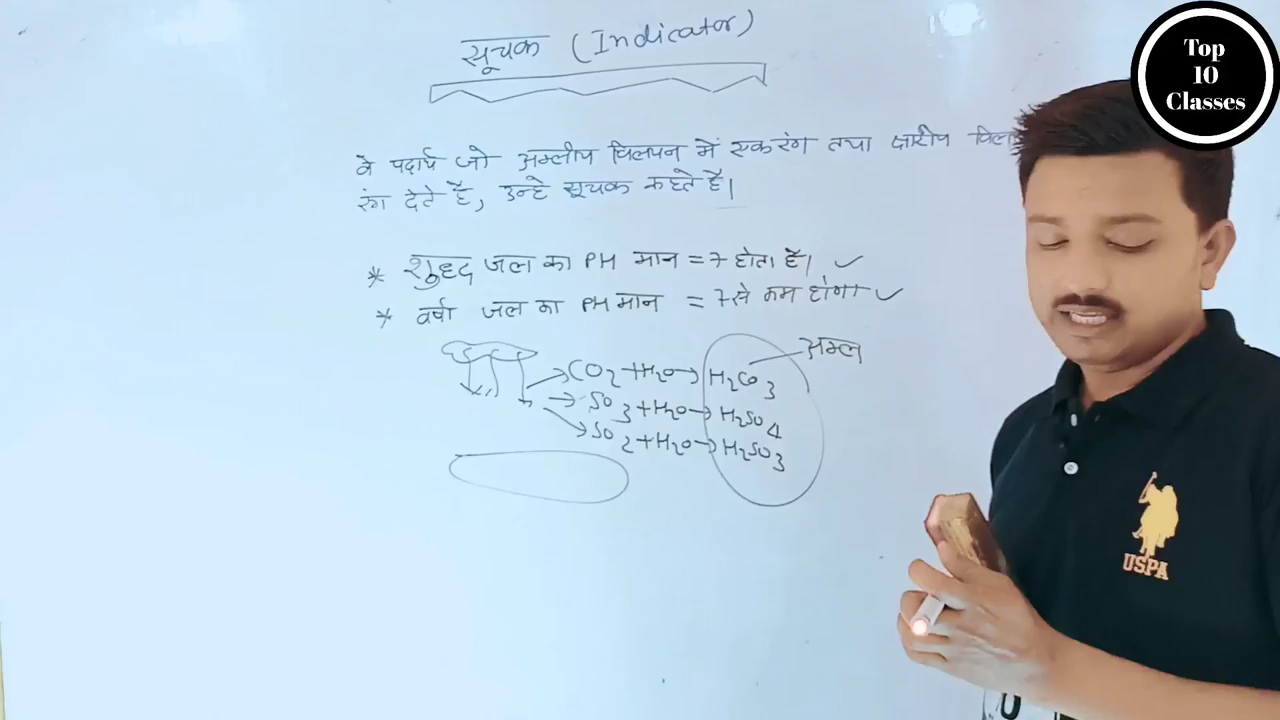 सूचक (Indicator)
वे पदार्थ जो अम्लीय विलयन में एक रंग तथा क्षारीय
रंग देते है, उन्हे सूचक कहते है।
* शुद्ध जल का PH मान = 7 होता है। ✓
* वर्षा जल का PH मान = 7 से कम होगा ✓
अम्ल
→ CO2 + H2O → H2CO3
→ SO3 + H2O → H2SO4
→ SO2 + H2O → H2SO3
Top
10
Classes
USPA